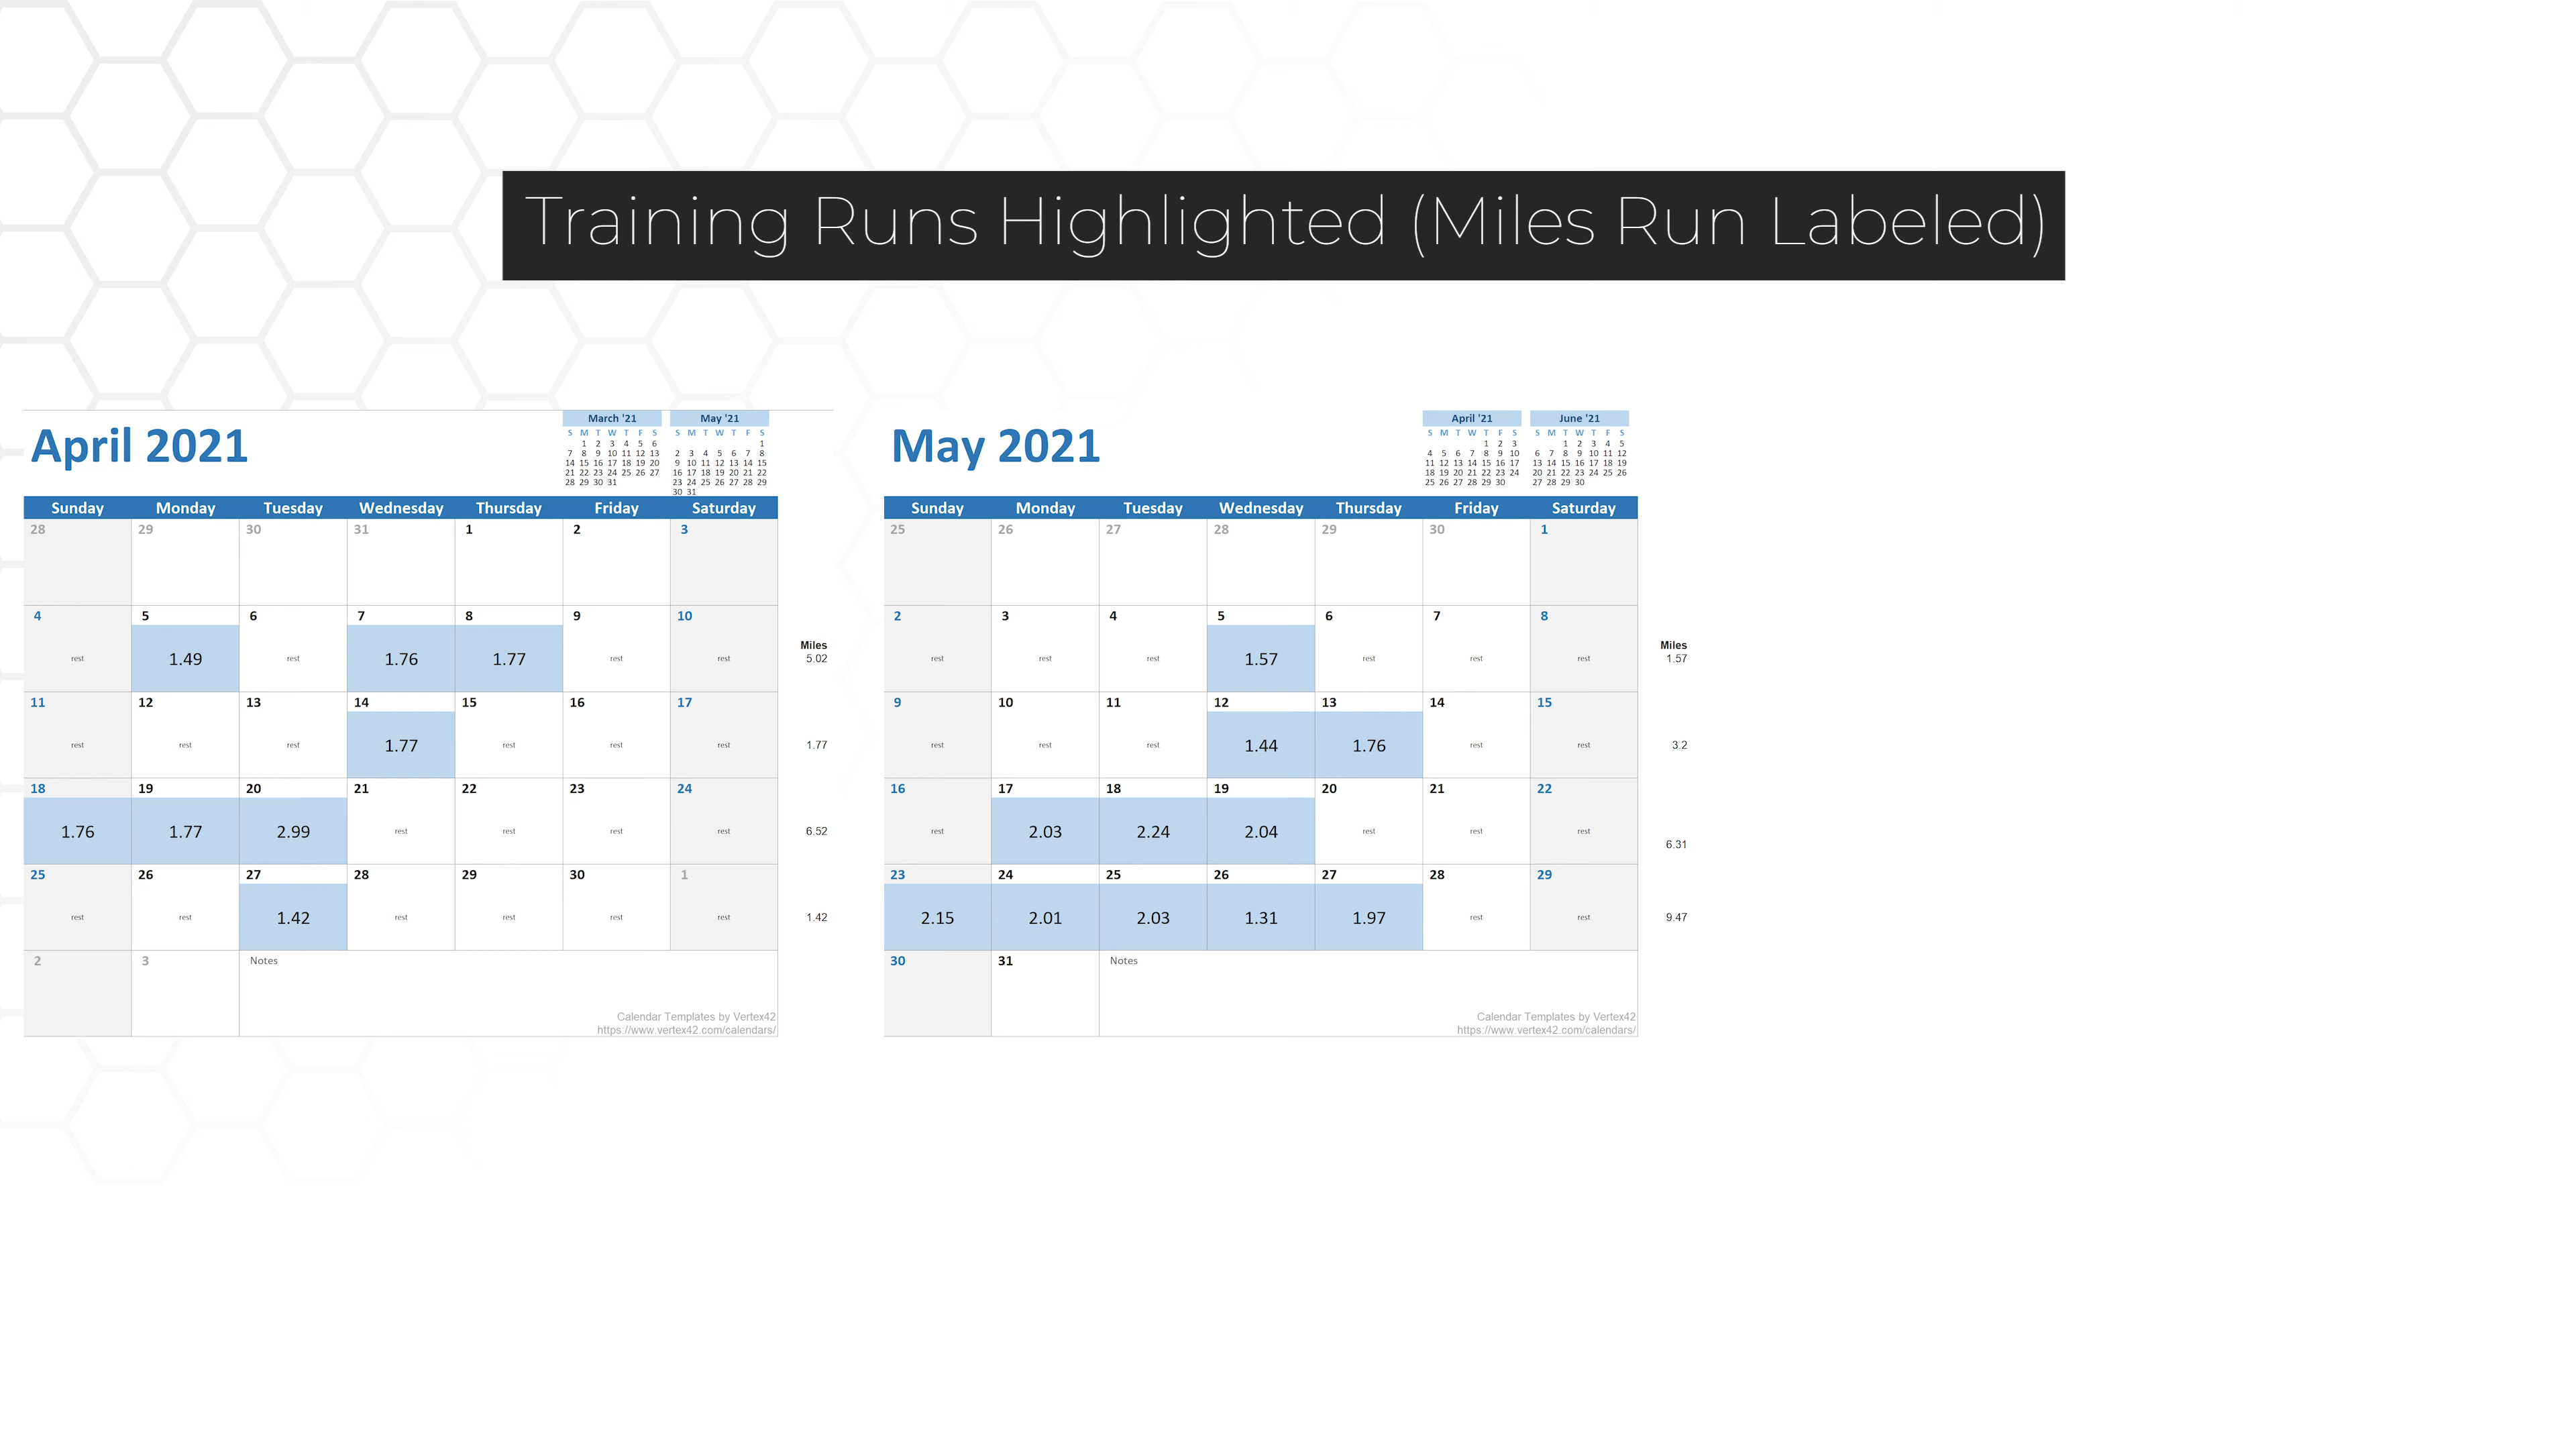 Training Runs Highlighted (Miles Run Labeled)
April 2021
March '21
S M T W T F S
1 2 3 4 5 6
7 8 9 10 11 12 13
14 15 16 17 18 19 20
21 22 23 24 25 26 27
28 29 30 31
May '21
S M T W T F S
1
2 3 4 5 6 7 8
9 10 11 12 13 14 15
16 17 18 19 20 21 22
23 24 25 26 27 28 29
30 31
Sunday Monday Tuesday Wednesday Thursday Friday Saturday
28 29 30 31 1 2 3
4 5 6 7 8 9 10
Miles
rest 1.49 rest 1.76 1.77 rest rest 5.02
11 12 13 14 15 16 17
rest rest rest 1.77 rest rest rest 1.77
18 19 20 21 22 23 24
1.76 1.77 2.99 rest rest rest rest 6.52
25 26 27 28 29 30 1
rest rest 1.42 rest rest rest rest 1.42
2 3 Notes
Calendar Templates by Vertex42
https://www.vertex42.com/calendars/
May 2021
April '21
S M T W T F S
1 2 3
4 5 6 7 8 9 10
11 12 13 14 15 16 17
18 19 20 21 22 23 24
25 26 27 28 29 30
June '21
S M T W T F S
1 2 3 4 5
6 7 8 9 10 11 12
13 14 15 16 17 18 19
20 21 22 23 24 25 26
27 28 29 30
Sunday Monday Tuesday Wednesday Thursday Friday Saturday
25 26 27 28 29 30 1
2 3 4 5 6 7 8
Miles
rest rest rest 1.57 rest rest rest 1.57
9 10 11 12 13 14 15
rest rest rest 1.44 1.76 rest rest 3.2
16 17 18 19 20 21 22
rest 2.03 2.24 2.04 rest rest rest 6.31
23 24 25 26 27 28 29
2.15 2.01 2.03 1.31 1.97 rest rest 9.47
30 31 Notes
Calendar Templates by Vertex42
https://www.vertex42.com/calendars/